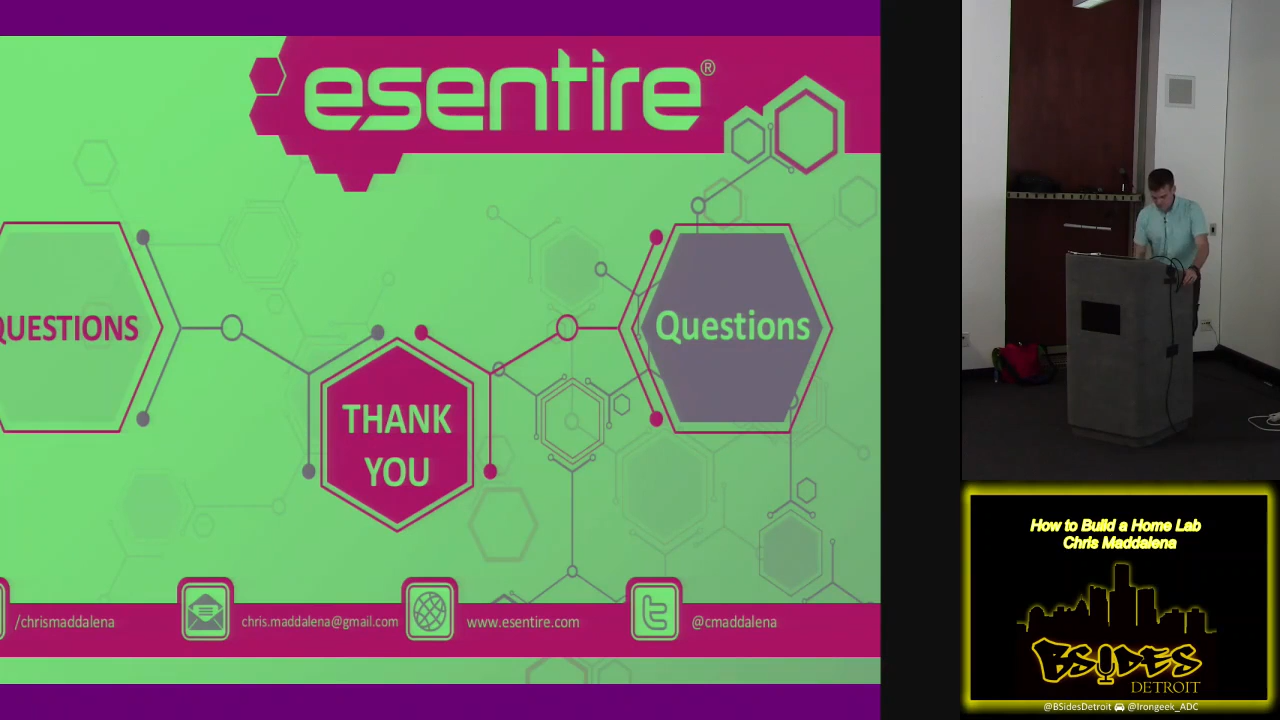 esentire®
QUESTIONS
THANK
YOU
Questions
/chrismaddalena
chris.maddalena@gmail.com
www.esentire.com
@cmaddalena
How to Build a Home Lab
Chris Maddalena
BSIDES
DETROIT
@BSidesDetroit @Irongeek_ADC